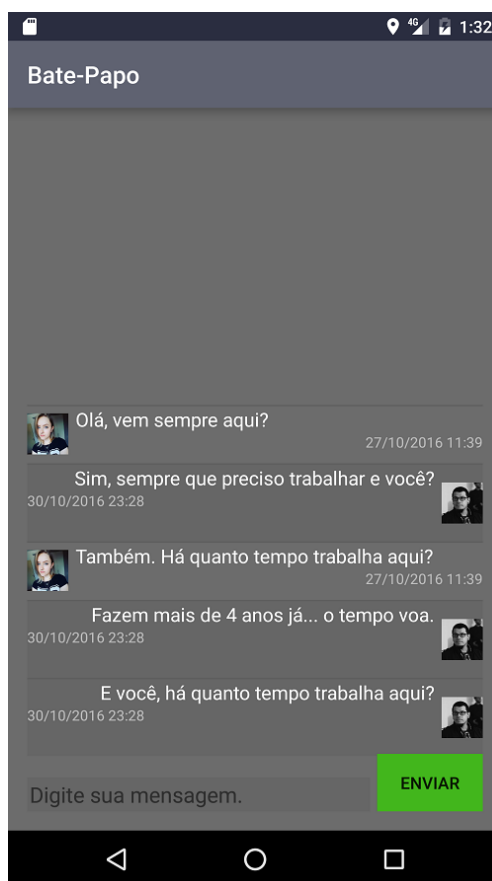 4G 1:32
Bate-Papo
Olá, vem sempre aqui?
27/10/2016 11:39
Sim, sempre que preciso trabalhar e você?
30/10/2016 23:28
Também. Há quanto tempo trabalha aqui?
27/10/2016 11:39
Fazem mais de 4 anos já... o tempo voa.
30/10/2016 23:28
E você, há quanto tempo trabalha aqui?
30/10/2016 23:28
Digite sua mensagem.
ENVIAR